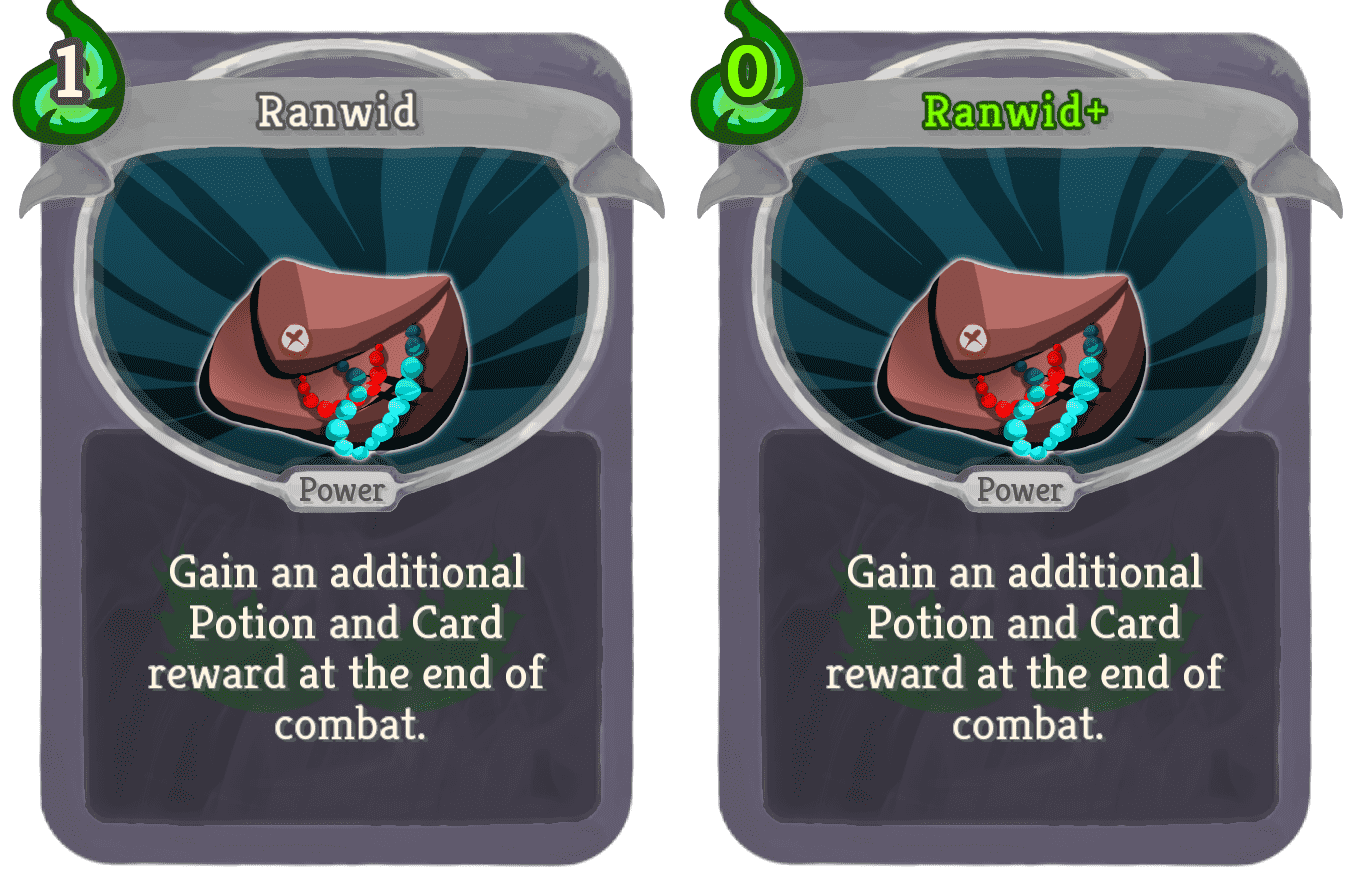 1
Ranwid
Power
Gain an additional
Potion and Card
reward at the end of
combat.
0
Ranwid+
Power
Gain an additional
Potion and Card
reward at the end of
combat.